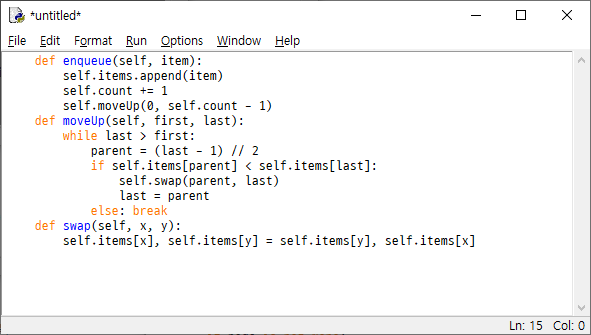 *untitled*
File Edit Format Run Options Window Help
    def enqueue(self, item):
        self.items.append(item)
        self.count += 1
        self.moveUp(0, self.count - 1)
    def moveUp(self, first, last):
        while last > first:
            parent = (last - 1) // 2
            if self.items[parent] < self.items[last]:
                self.swap(parent, last)
                last = parent
            else: break
    def swap(self, x, y):
        self.items[x], self.items[y] = self.items[y], self.items[x]
Ln: 15 Col: 0